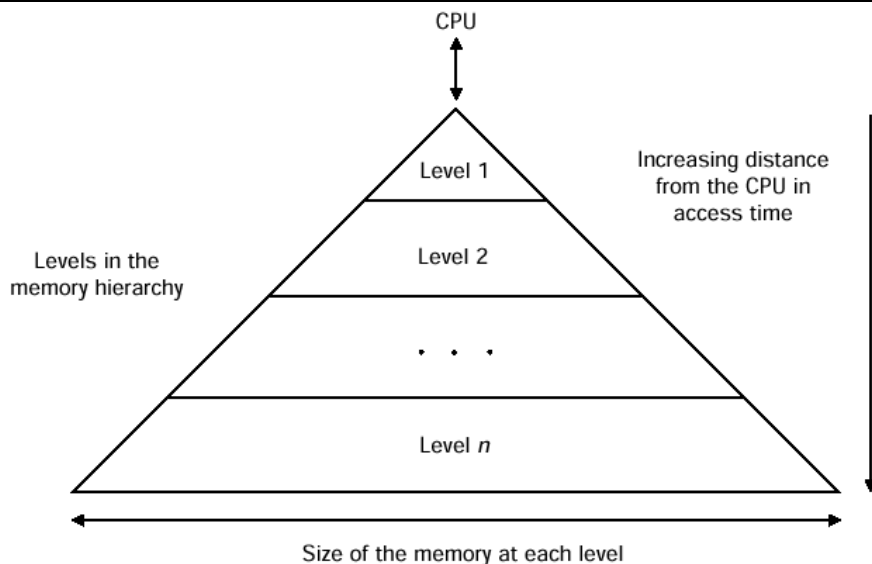 CPU
Level 1
Increasing distance
from the CPU in
access time
Levels in the
memory hierarchy
Level 2
. . .
Level n
Size of the memory at each level